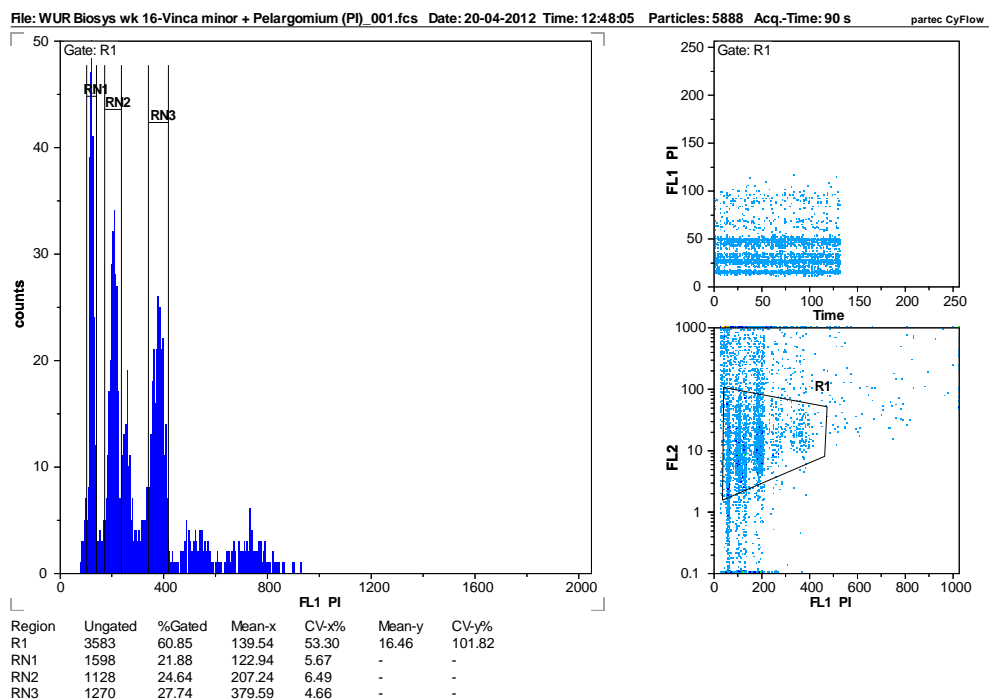 File: WUR Biosys wk 16-Vinca minor + Pelargomium (PI)_001.fcs Date: 20-04-2012 Time: 12:48:05 Particles: 5888 Acq.-Time: 90 s partec CyFlow
Gate: R1
RN1
RN2
RN3
counts
50
40
30
20
10
0
0 400 800 1200 1600 2000
FL1 PI
Gate: R1
FL1 PI
250
200
150
100
50
0
0 50 100 150 200 250
Time
R1
FL2
1000
100
10
1
0.1
0 200 400 600 800 1000
FL1 PI
Region Ungated %Gated Mean-x CV-x% Mean-y CV-y%
R1 3583 60.85 139.54 53.30 16.46 101.82
RN1 1598 21.88 122.94 5.67 - -
RN2 1128 24.64 207.24 6.49 - -
RN3 1270 27.74 379.59 4.66 - -